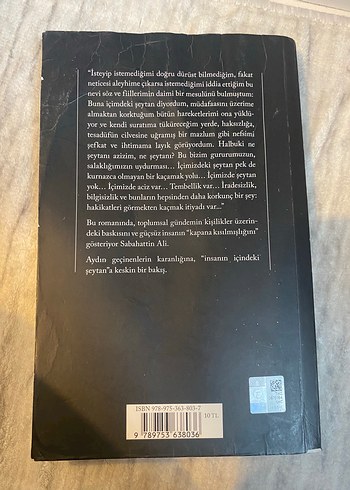 “İsteyip istemediğimi doğru dürüst bilmediğim, fakat
neticesi aleyhime çıkarsa istemediğimi iddia ettiğim bu
nevi söz ve fiillerimin daimi bir mesulünü bulmuştum:
Buna içimdeki şeytan diyordum, müdafaasını üzerime
almaktan korktuğum bütün hareketlerimi ona yüklü-
yor ve kendi suratıma tüküreceğim yerde, haksızlığa,
tesadüfün cilvesine uğramış bir mazlum gibi nefsimi
şefkat ve ihtimama layık görüyordum. Halbuki ne
şeytanı azizim, ne şeytanı? Bu bizim gururumuzun,
salaklığımızın uydurması... İçimizdeki şeytan pek de
kurnazca olmayan bir kaçamak yolu... İçimizde şeytan
yok... İçimizde aciz var... Tembellik var... İradesizlik,
bilgisizlik ve bunların hepsinden daha korkunç bir şey:
hakikatleri görmekten kaçmak itiyadı var...”
Bu romanında, toplumsal gündemin kişilikler üzerin-
deki baskısını ve güçsüz insanın “kapana kısılmışlığını”
gösteriyor Sabahattin Ali.
Aydın geçinenlerin karanlığına, “insanın içindeki
şeytan”a keskin bir bakış.
ISBN 978-975-363-803-6
10 TL
9 789753 638036